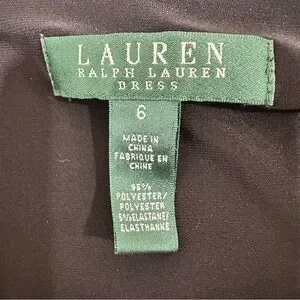 LAUREN
RALPH LAUREN
DRESS
6
MADE IN
CHINA
FABRIQUE EN
CHINE
95%
POLYESTER/
POLYESTER
5%ELASTANE/
ELASTHANNE